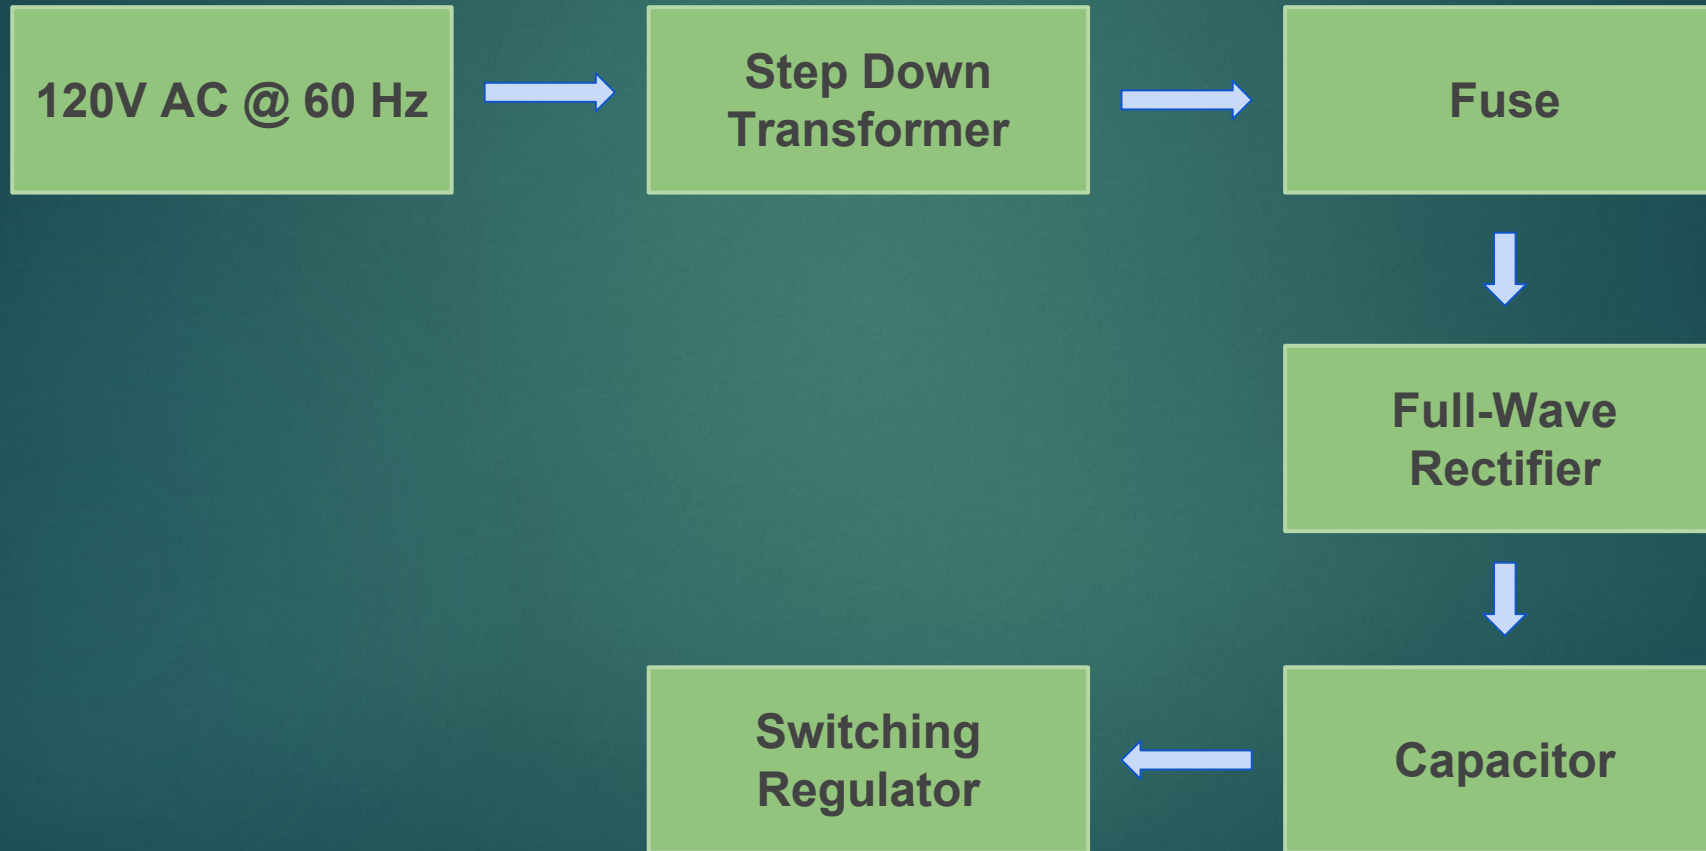 120V AC @ 60 Hz
Step Down
Transformer
Fuse
Full-Wave
Rectifier
Capacitor
Switching
Regulator